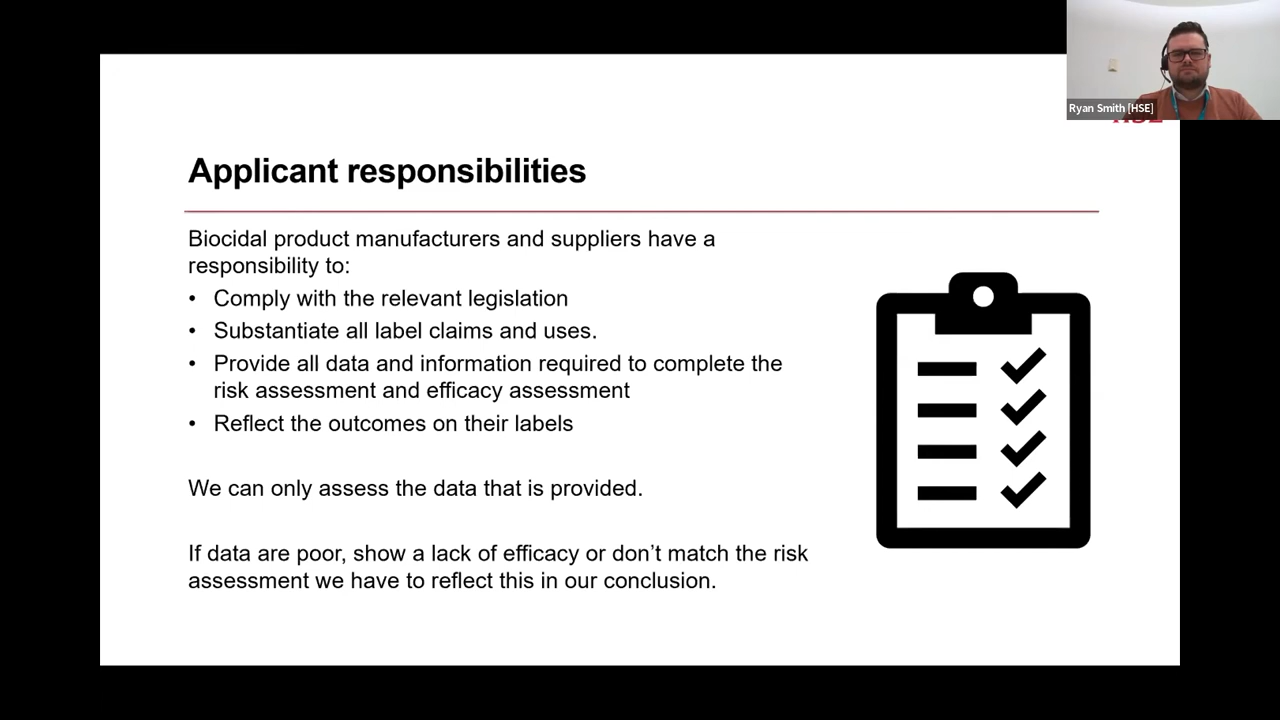 Ryan Smith [HSE]
Applicant responsibilities
Biocidal product manufacturers and suppliers have a
responsibility to:
• Comply with the relevant legislation
• Substantiate all label claims and uses.
• Provide all data and information required to complete the
risk assessment and efficacy assessment
• Reflect the outcomes on their labels
We can only assess the data that is provided.
If data are poor, show a lack of efficacy or don’t match the risk
assessment we have to reflect this in our conclusion.